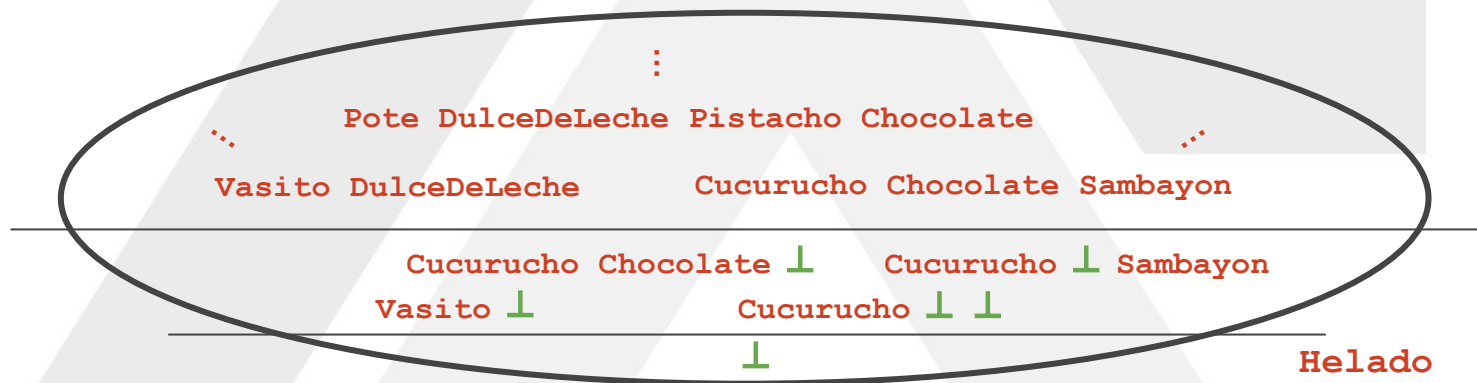 ⋮
Pote DulceDeLeche Pistacho Chocolate
⋱ ⋰
Vasito DulceDeLeche Cucurucho Chocolate Sambayon
Cucurucho Chocolate ⊥ Cucurucho ⊥ Sambayon
Vasito ⊥ Cucurucho ⊥ ⊥
⊥
Helado